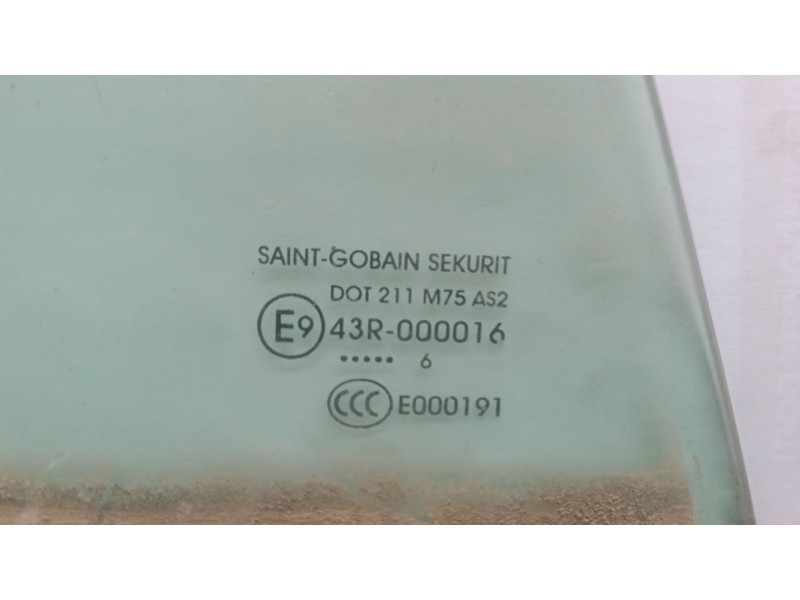 SAINT-GOBAIN SEKURIT
DOT 211 M75 AS2
E9 43R-000016
••••• 6
CCC E000191